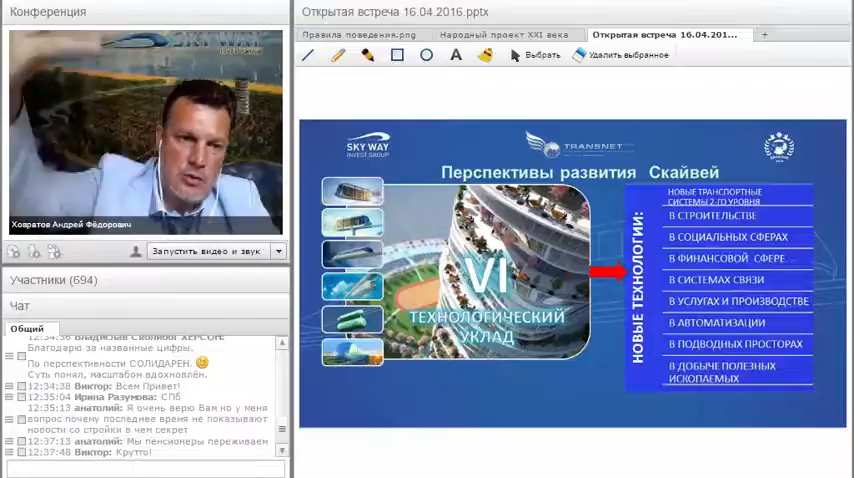 Конференция
Ховратов Андрей Фёдорович
Запустить видео и звук
Участники (694)
Чат
Общий
12:34:36 Владислав Сколибог ХЕРСОН:
Благодарю за названные цифры.
По перспективности СОЛИДАРЕН.
Суть понял, масштабом вдохновлён.
12:34:38 Виктор: Всем Привет!
12:35:04 Ирина Разумова: СПб
12:35:13 анатолий: Я очень верю Вам но у меня
вопрос почему последнее время не показывают
новости со стройки в чем секрет
12:37:13 анатолий: Мы пенсионеры переживаем
12:37:48 Виктор: Крутто!
Открытая встреча 16.04.2016.pptx
Правила поведения.png
Народный проект XXI века
Открытая встреча 16.04.201...
+
A
Выбрать
Удалить выбранное
SKY WAY
INVEST GROUP
TRANSNET
Перспективы развития Скайвей
VI
ТЕХНОЛОГИЧЕСКИЙ
УКЛАД
НОВЫЕ ТЕХНОЛОГИИ:
НОВЫЕ ТРАНСПОРТНЫЕ
СИСТЕМЫ 2-ГО УРОВНЯ
В СТРОИТЕЛЬСТВЕ
В СОЦИАЛЬНЫХ СФЕРАХ
В ФИНАНСОВОЙ СФЕРЕ
В СИСТЕМАХ СВЯЗИ
В УСЛУГАХ И ПРОИЗВОДСТВЕ
В АВТОМАТИЗАЦИИ
В ПОДВОДНЫХ ПРОСТОРАХ
В ДОБЫЧЕ ПОЛЕЗНЫХ
ИСКОПАЕМЫХ